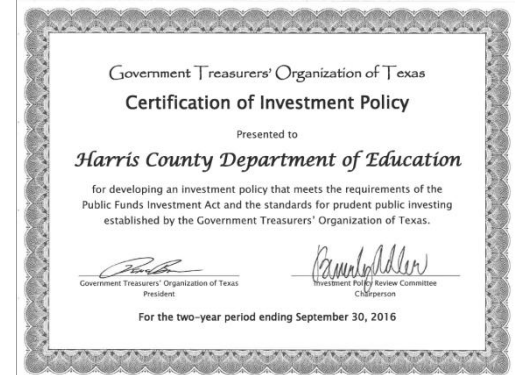 Government Treasurers' Organization of Texas
Certification of Investment Policy
Presented to
Harris County Department of Education
for developing an investment policy that meets the requirements of the
Public Funds Investment Act and the standards for prudent public investing
established by the Government Treasurers' Organization of Texas.
Beverly Adler
Government Treasurers' Organization of Texas
President
Investment Policy Review Committee
Chairperson
For the two-year period ending September 30, 2016